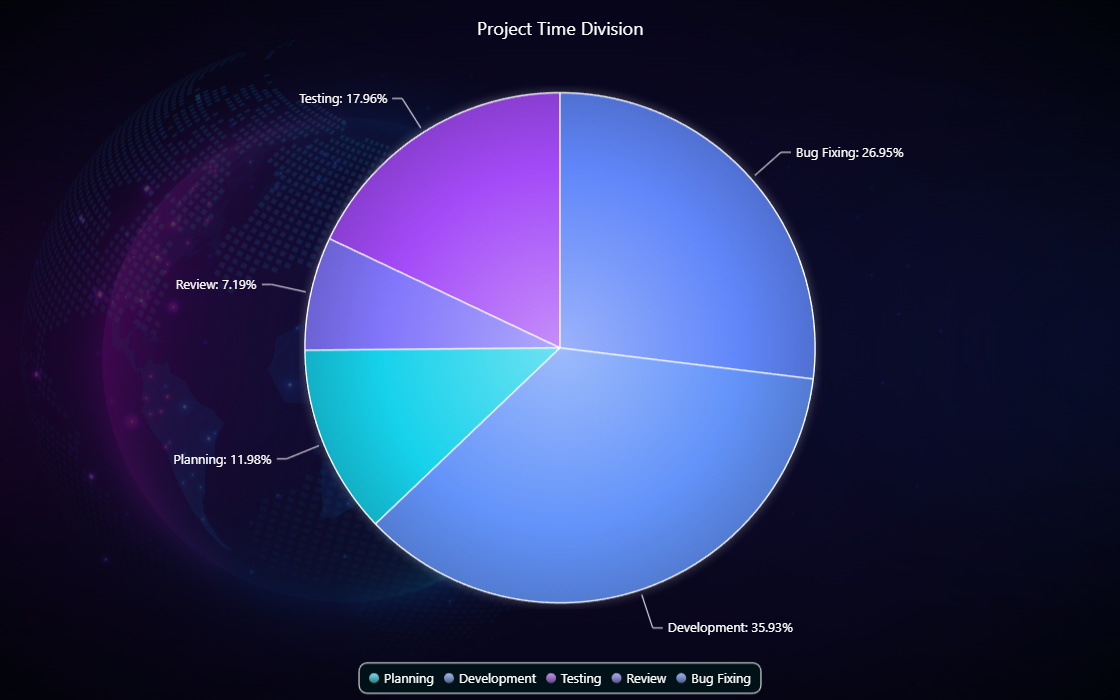 Project Time Division
Testing: 17.96%
Bug Fixing: 26.95%
Review: 7.19%
Planning: 11.98%
Development: 35.93%
Planning Development Testing Review Bug Fixing